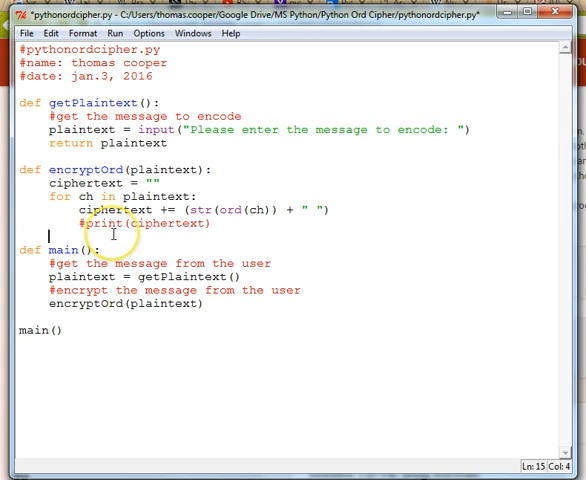 *pythonordcipher.py - C:/Users/thomas.cooper/Google Drive/MS Python/Python Ord Cipher/pythonordcipher.py*
File Edit Format Run Options Windows Help
#pythonordcipher.py
#name: thomas cooper
#date: jan.3, 2016
def getPlaintext():
    #get the message to encode
    plaintext = input("Please enter the message to encode: ")
    return plaintext
def encryptOrd(plaintext):
    ciphertext = ""
    for ch in plaintext:
        ciphertext += (str(ord(ch)) + " ")
        #print(ciphertext)
def main():
    #get the message from the user
    plaintext = getPlaintext()
    #encrypt the message from the user
    encryptOrd(plaintext)
main()
Ln: 15 Col: 4